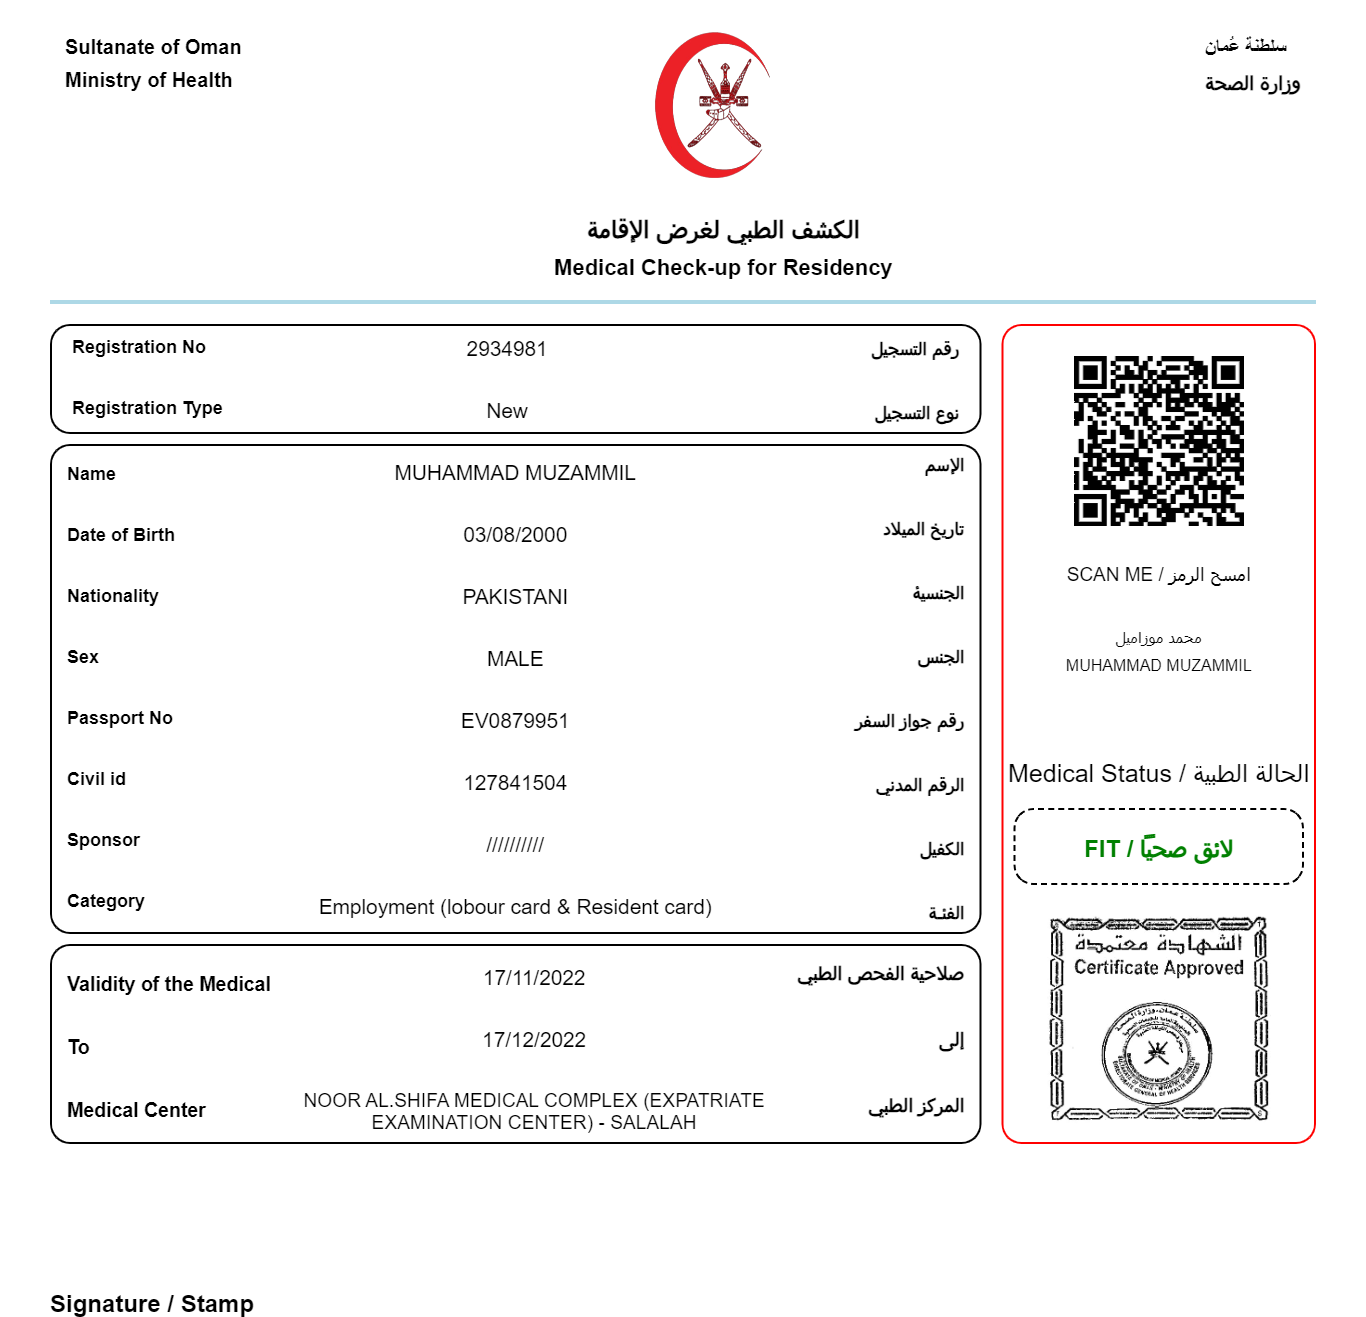 Sultanate of Oman
Ministry of Health
سلطنة عُمان
وزارة الصحة
الكشف الطبي لغرض الإقامة
Medical Check-up for Residency
Registration No 2934981 رقم التسجيل
Registration Type New نوع التسجيل
Name MUHAMMAD MUZAMMIL الإسم
Date of Birth 03/08/2000 تاريخ الميلاد
Nationality PAKISTANI الجنسية
Sex MALE الجنس
Passport No EV0879951 رقم جواز السفر
Civil id 127841504 الرقم المدني
Sponsor ////////// الكفيل
Category Employment (lobour card & Resident card) الفئة
Validity of the Medical 17/11/2022 صلاحية الفحص الطبي
To 17/12/2022 إلى
Medical Center NOOR AL.SHIFA MEDICAL COMPLEX (EXPATRIATE EXAMINATION CENTER) - SALALAH المركز الطبي
SCAN ME / امسح الرمز
محمد موزاميل
MUHAMMAD MUZAMMIL
Medical Status / الحالة الطبية
FIT / لائق صحيًا
الشهادة معتمدة
Certificate Approved
Signature / Stamp